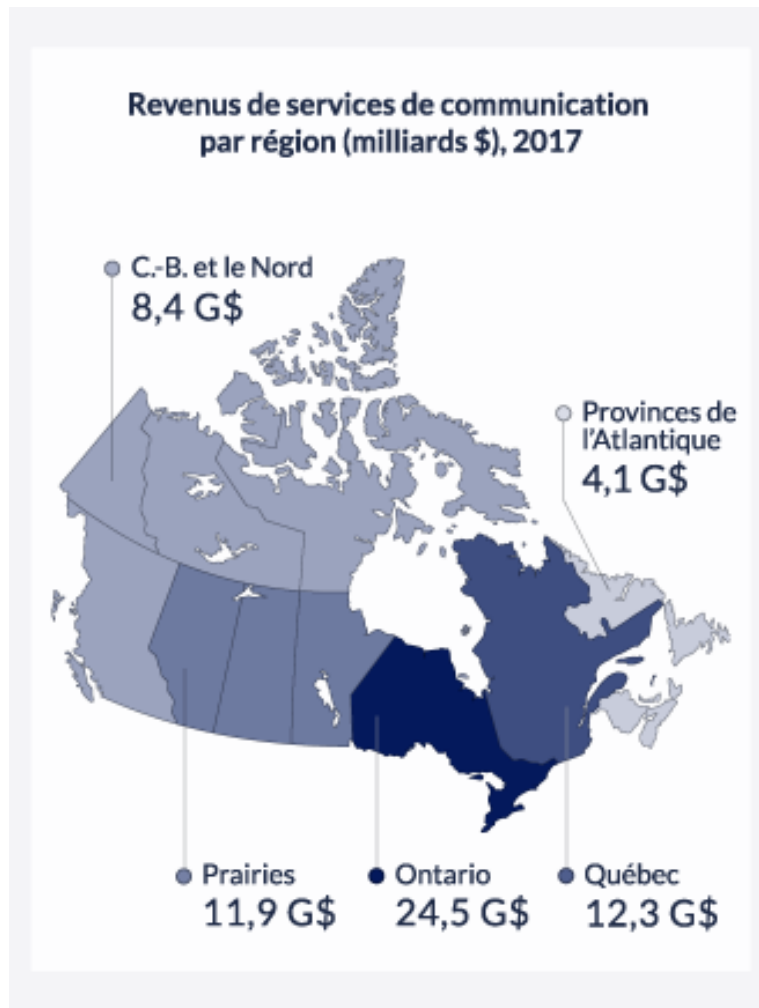 Revenus de services de communication
par région (milliards $), 2017
C.-B. et le Nord
8,4 G$
Provinces de
l'Atlantique
4,1 G$
Prairies
11,9 G$
Ontario
24,5 G$
Québec
12,3 G$